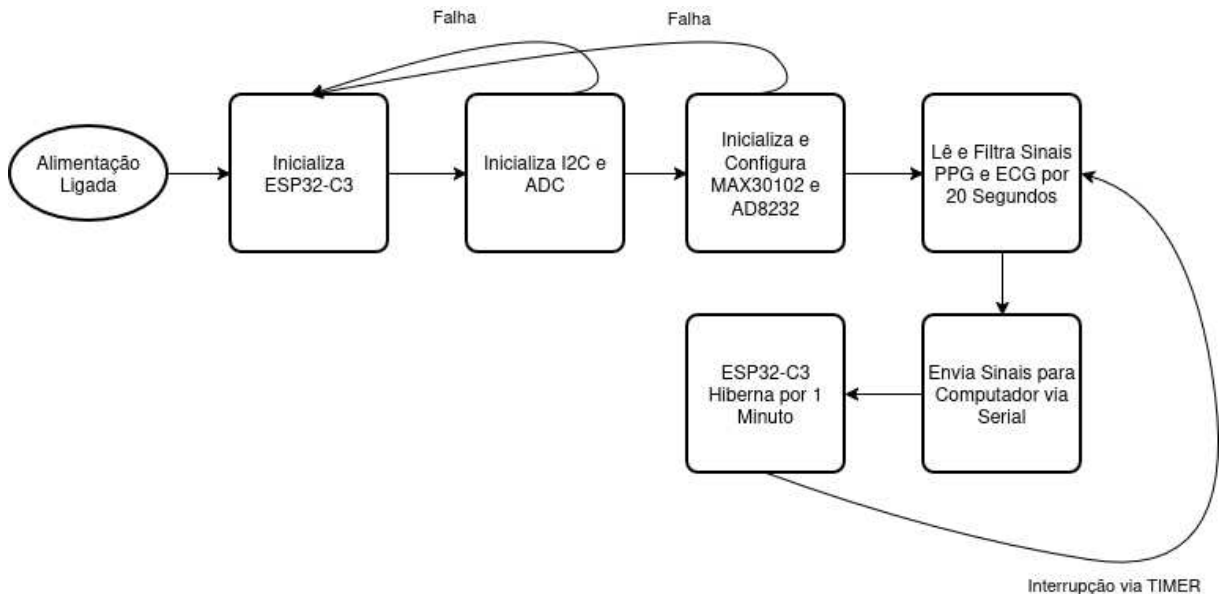 Falha
Falha
Alimentação
Ligada
Inicializa
ESP32-C3
Inicializa I2C e
ADC
Inicializa e
Configura
MAX30102 e
AD8232
Lê e Filtra Sinais
PPG e ECG por
20 Segundos
ESP32-C3
Hiberna por 1
Minuto
Envia Sinais para
Computador via
Serial
Interrupção via TIMER